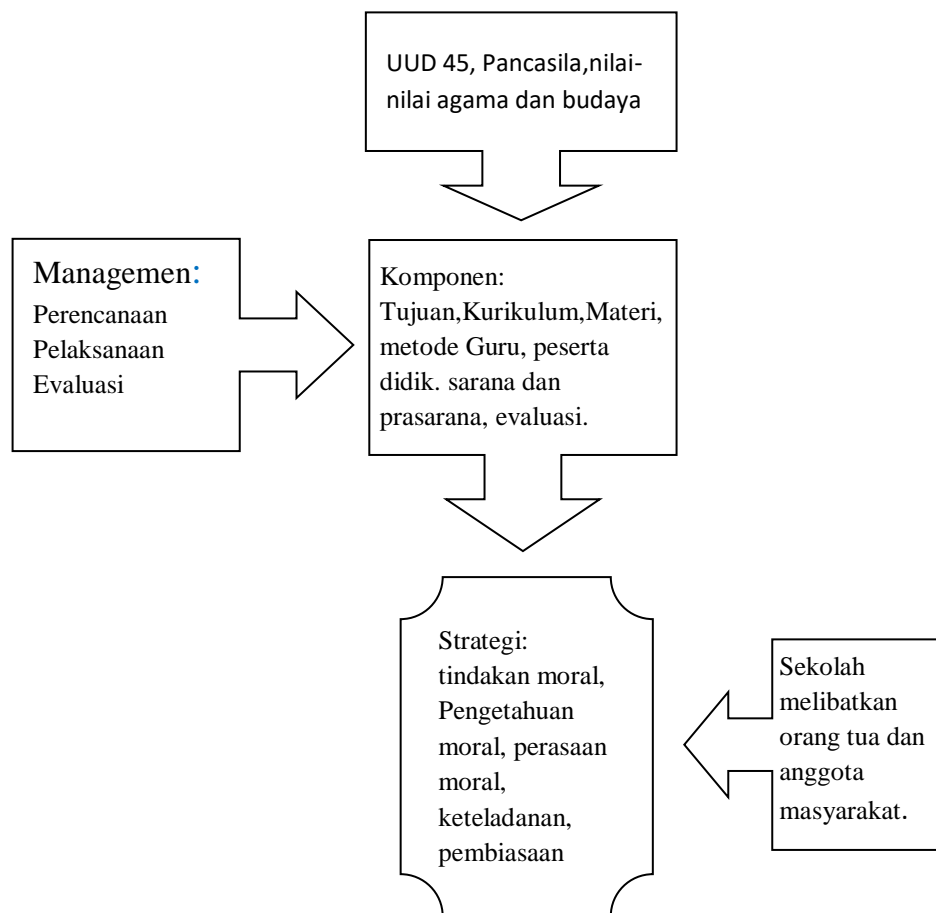 UUD 45, Pancasila,nilai-
nilai agama dan budaya
Managemen:
Perencanaan
Pelaksanaan
Evaluasi
Komponen:
Tujuan,Kurikulum,Materi,
metode Guru, peserta
didik. sarana dan
prasarana, evaluasi.
Strategi:
tindakan moral,
Pengetahuan
moral, perasaan
moral,
keteladanan,
pembiasaan
Sekolah
melibatkan
orang tua dan
anggota
masyarakat.